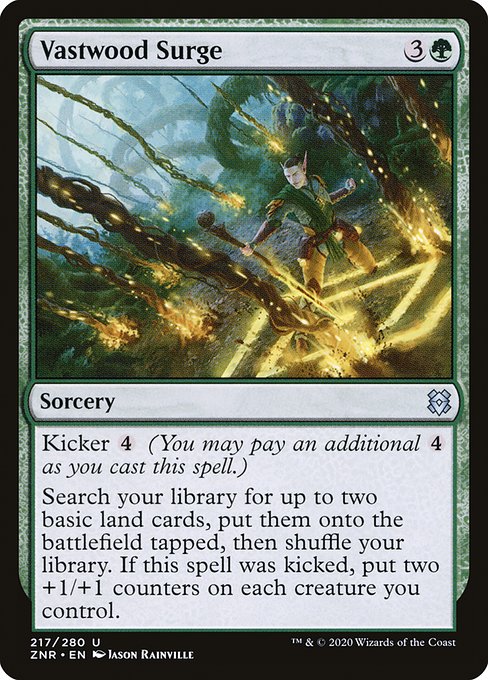 Vastwood Surge 3
Sorcery
Kicker 4 (You may pay an additional 4
as you cast this spell.)
Search your library for up to two
basic land cards, put them onto the
battlefield tapped, then shuffle your
library. If this spell was kicked, put two
+1/+1 counters on each creature you
control.
217/280 U
ZNR • EN Jason Rainville
™ & © 2020 Wizards of the Coast